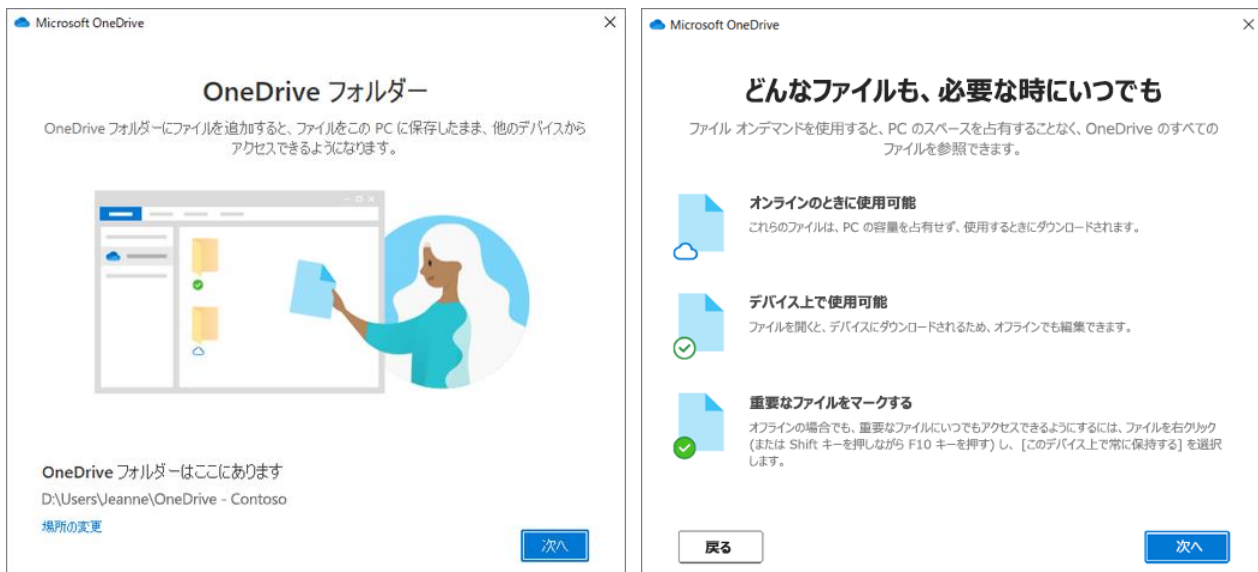 Microsoft OneDrive
OneDrive フォルダー
OneDrive フォルダーにファイルを追加すると、ファイルをこの PC に保存したまま、他のデバイスから
アクセスできるようになります。
OneDrive フォルダーはここにあります
D:\Users\Jeanne\OneDrive - Contoso
場所の変更
次へ
Microsoft OneDrive
どんなファイルも、必要な時にいつでも
ファイル オンデマンドを使用すると、PC のスペースを占有することなく、OneDrive のすべての
ファイルを参照できます。
オンラインのときに使用可能
これらのファイルは、PC の容量を占有せず、使用するときにダウンロードされます。
デバイス上で使用可能
ファイルを開くと、デバイスにダウンロードされるため、オフラインでも編集できます。
重要なファイルをマークする
オフラインの場合でも、重要なファイルにいつでもアクセスできるようにするには、ファイルを右クリック
(または Shift キーを押しながら F10 キーを押す) し、[このデバイス上で常に保持する] を選択
します。
戻る
次へ